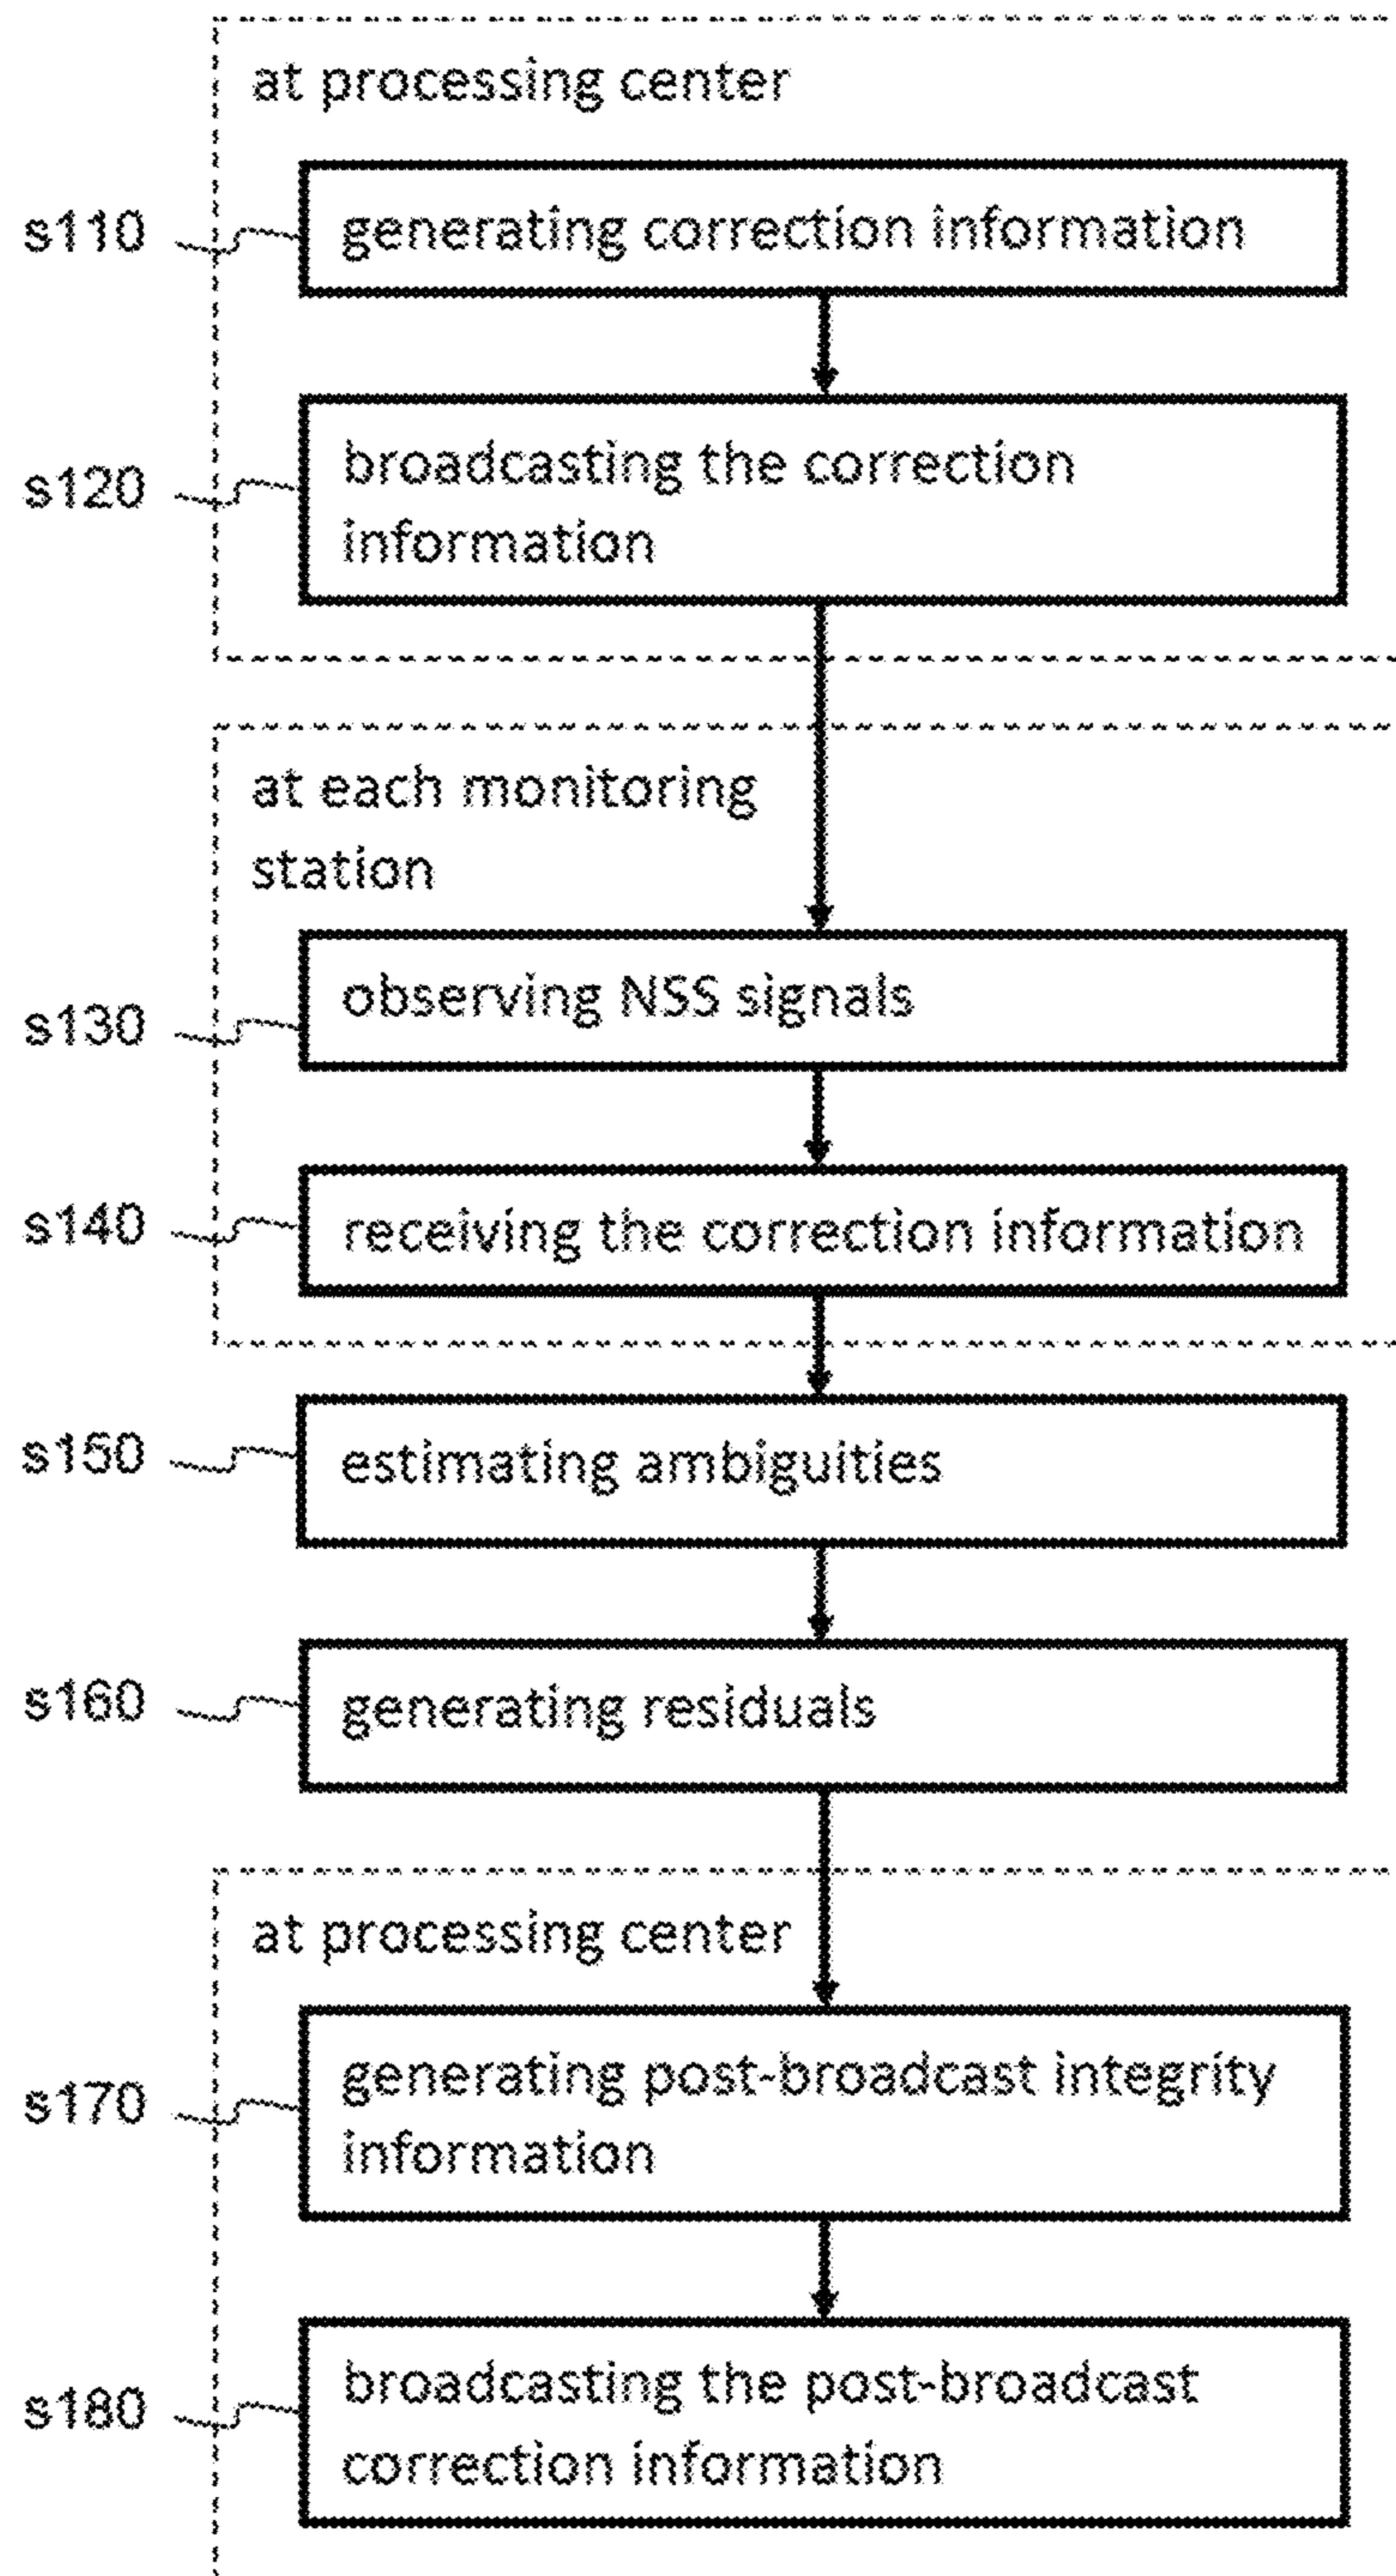 at processing center
s110
generating correction information
s120
broadcasting the correction
information
at each monitoring
station
s130
observing NSS signals
s140
receiving the correction information
s150
estimating ambiguities
s160
generating residuals
at processing center
s170
generating post-broadcast integrity
information
s180
broadcasting the post-broadcast
correction information